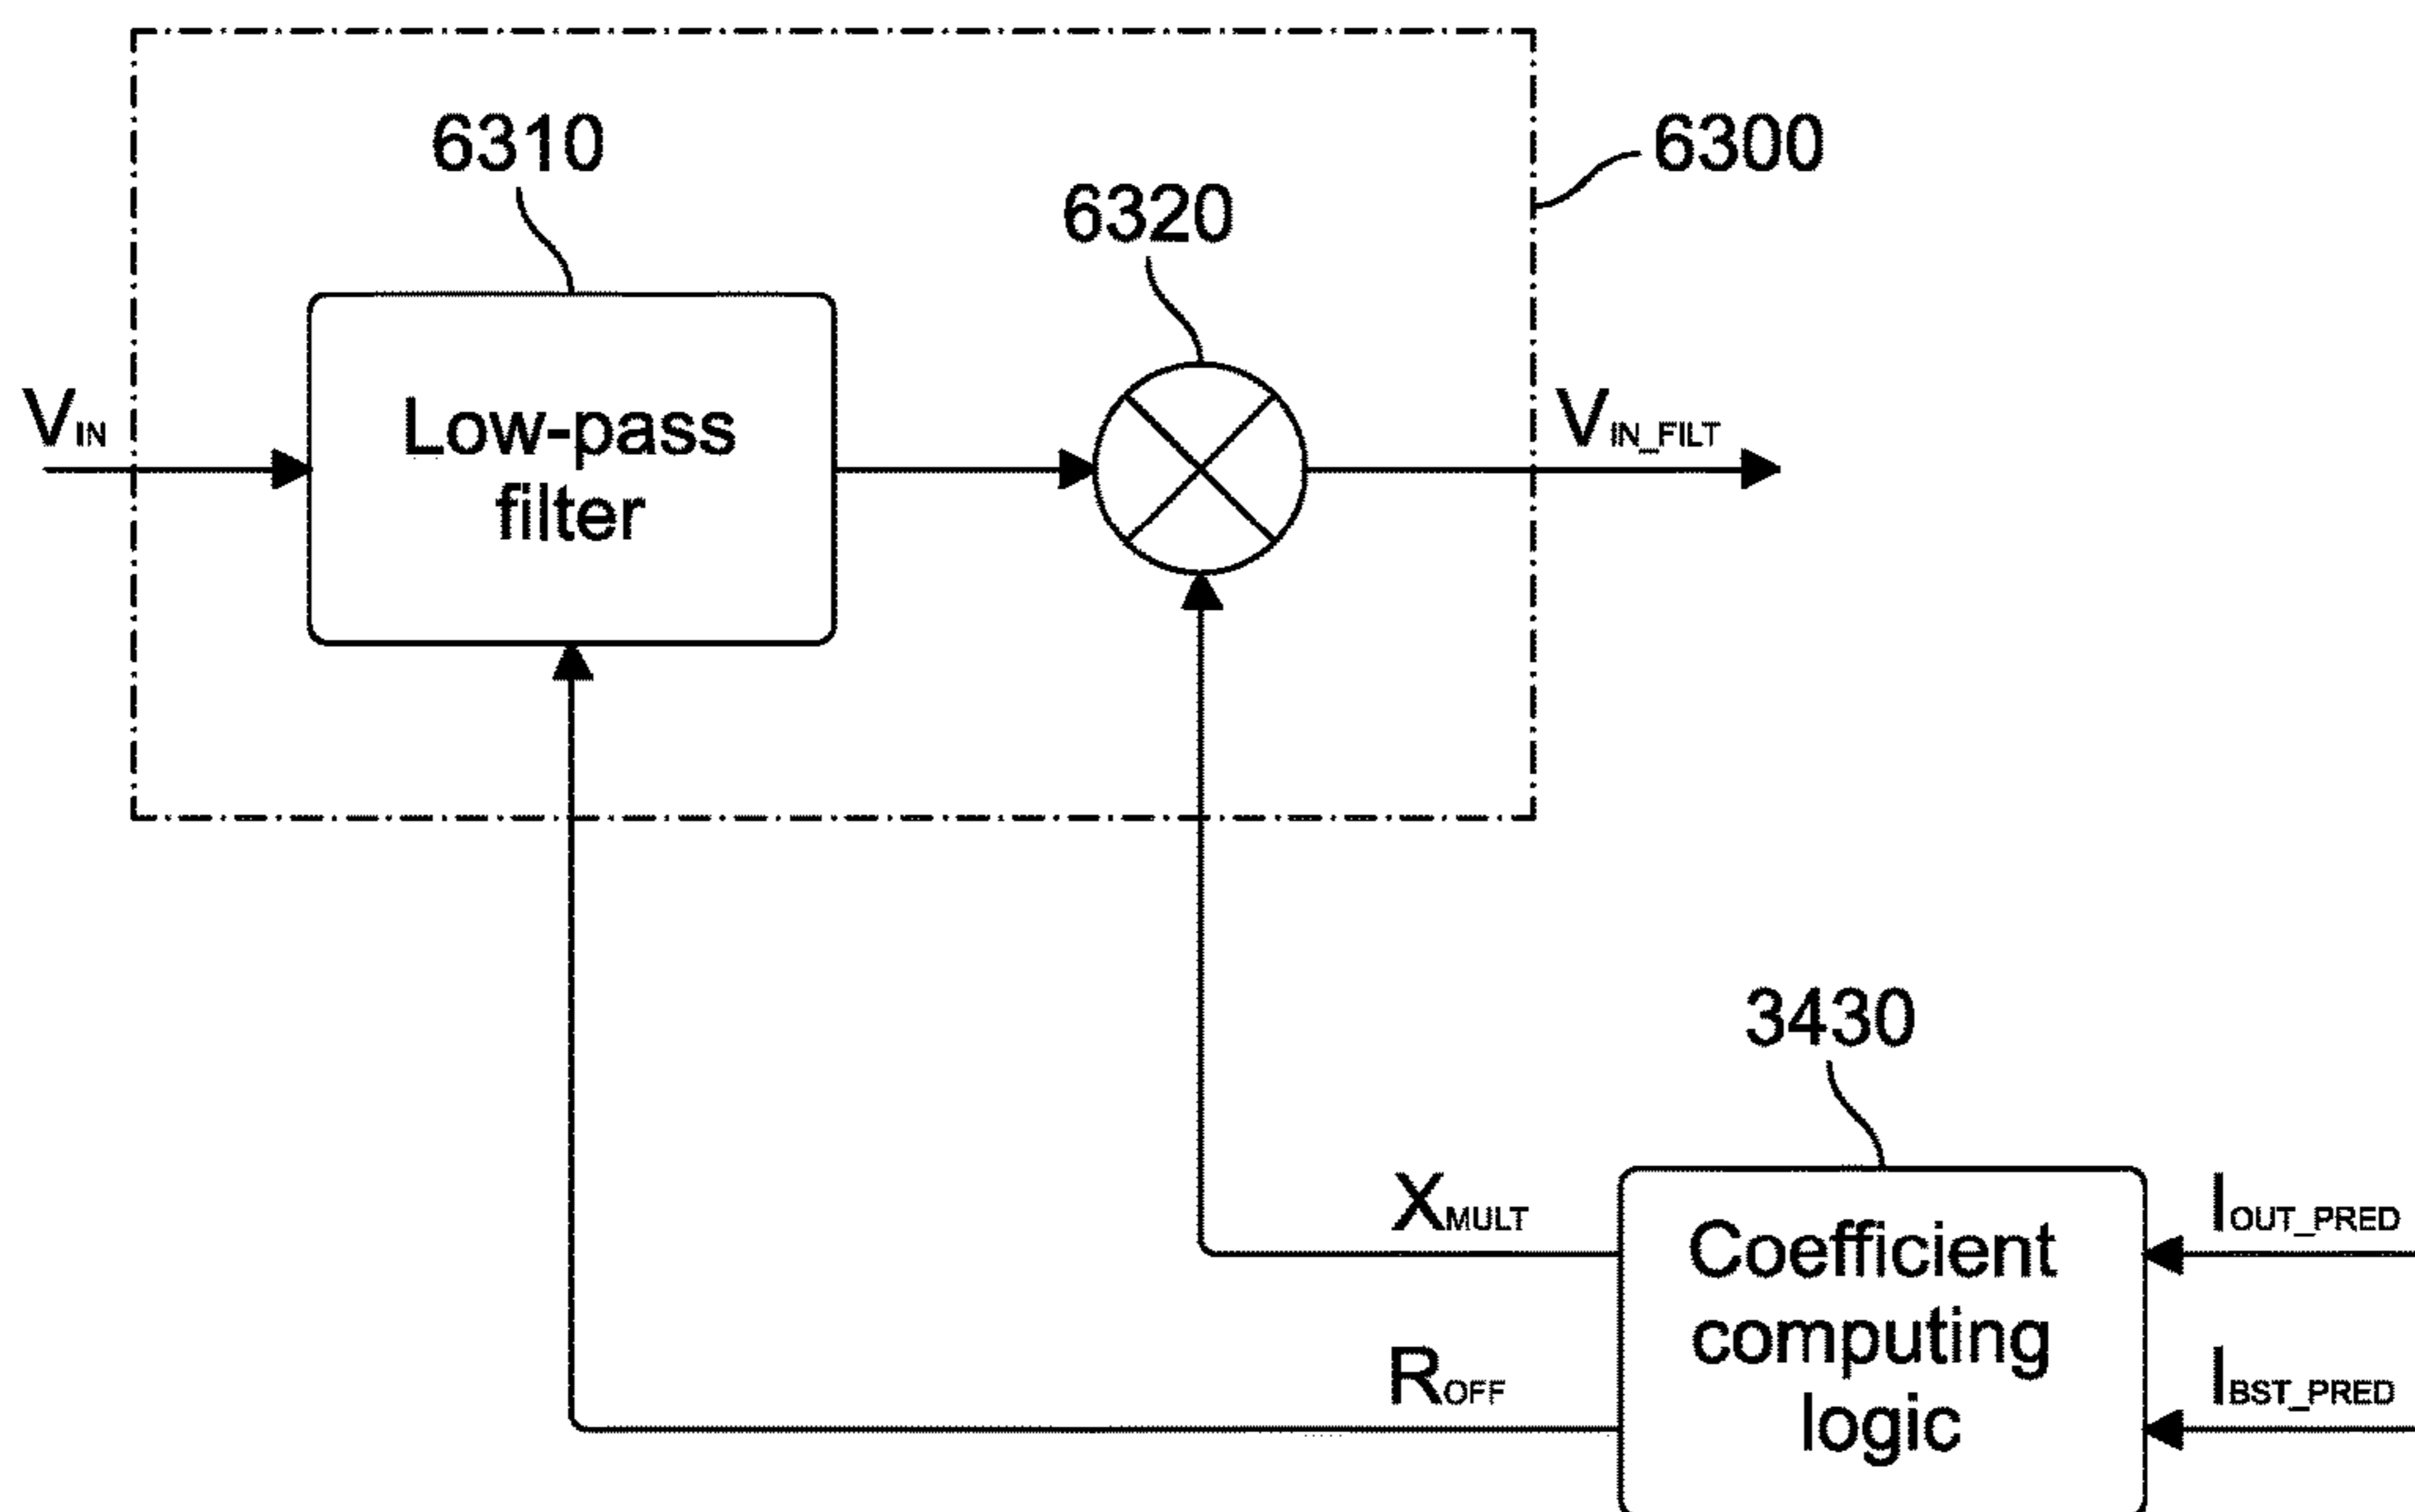 6310
6320
6300
VIN
Low-pass
filter
VIN_FILT
3430
XMULT
ROFF
Coefficient
computing
logic
IOUT_PRED
IBST_PRED